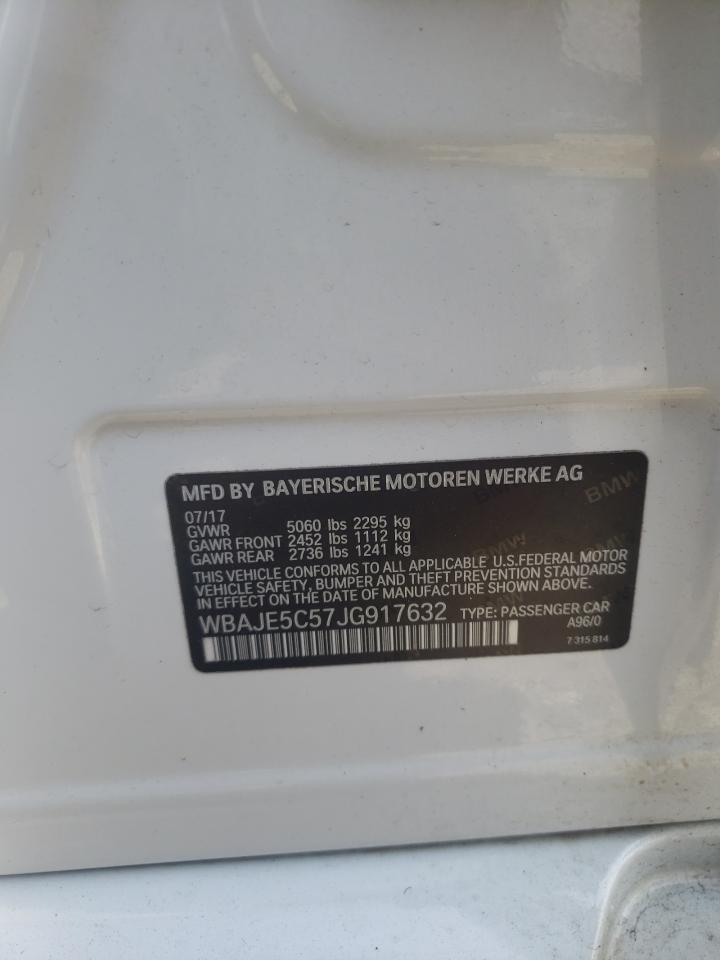 MFD BY BAYERISCHE MOTOREN WERKE AG
07/17
GVWR 5060 lbs 2295 kg
GAWR FRONT 2452 lbs 1112 kg
GAWR REAR 2736 lbs 1241 kg
THIS VEHICLE CONFORMS TO ALL APPLICABLE U.S.FEDERAL MOTOR
VEHICLE SAFETY, BUMPER AND THEFT PREVENTION STANDARDS
IN EFFECT ON THE DATE OF MANUFACTURE SHOWN ABOVE.
WBAJE5C57JG917632 TYPE: PASSENGER CAR
A96/0
7 315 814
BMW
BMW